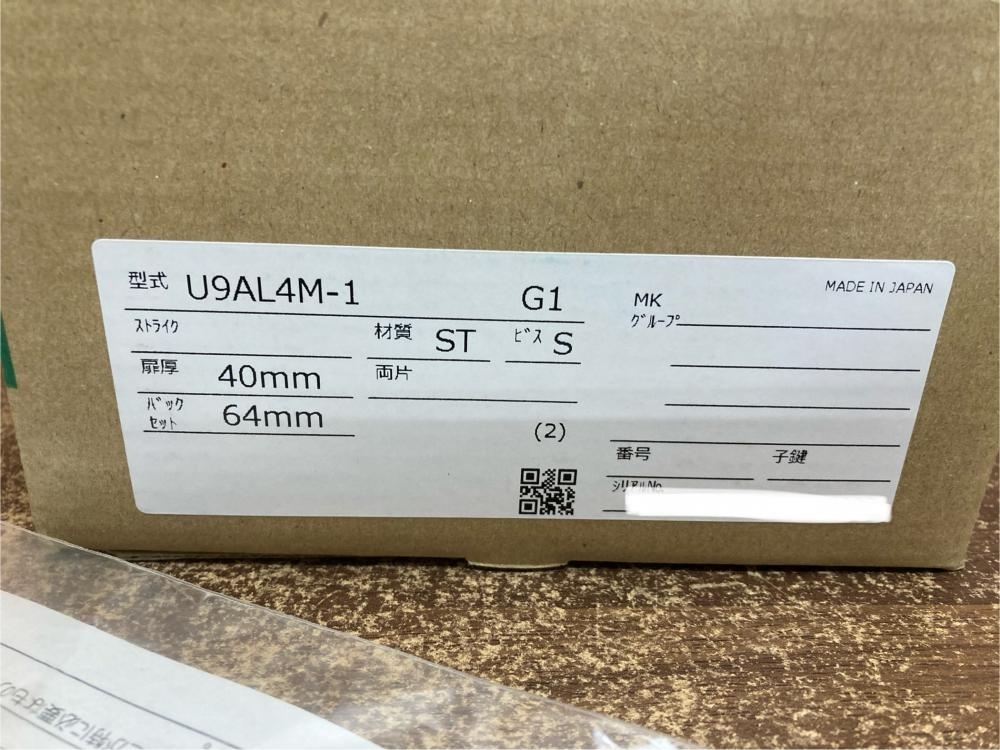 型式 U9AL4M-1 G1
ストライク 材質 ST ビス S
扉厚 40mm 両片
バック
セット 64mm
(2)
MADE IN JAPAN
MK
グループ
番号 子鍵
シリアルNo.